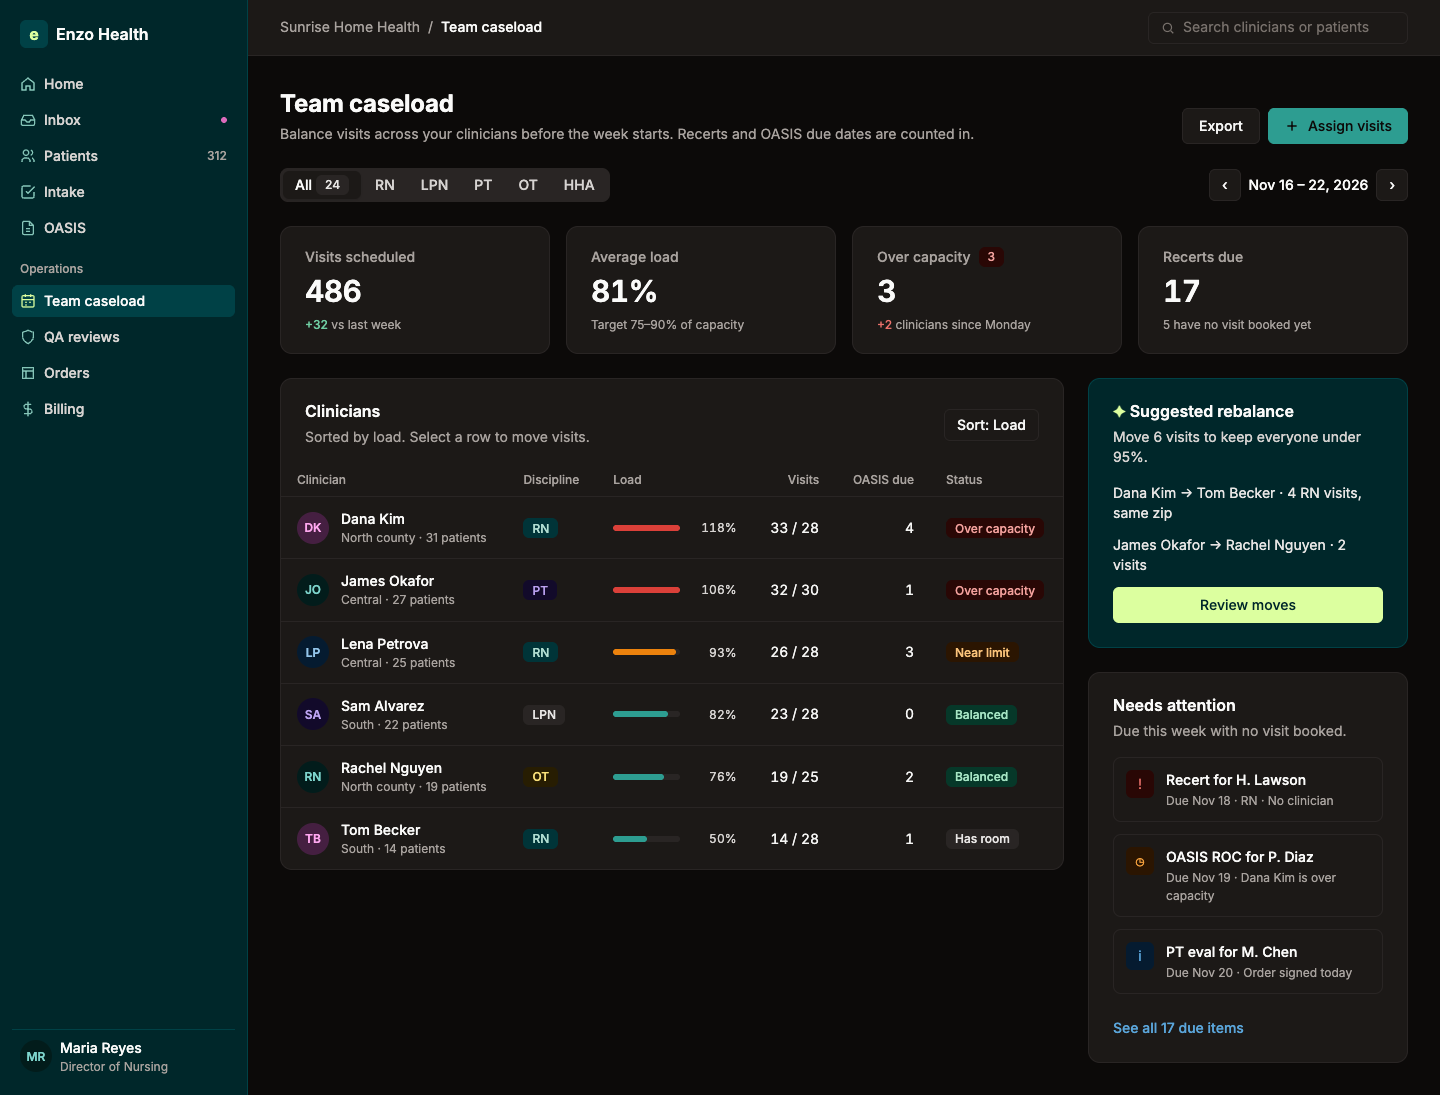 e Enzo Health
Home
Inbox
Patients 312
Intake
OASIS
Operations
Team caseload
QA reviews
Orders
Billing
MR Maria Reyes
Director of Nursing
Sunrise Home Health / Team caseload
Search clinicians or patients
Team caseload
Balance visits across your clinicians before the week starts. Recerts and OASIS due dates are counted in.
Export
+ Assign visits
All 24 RN LPN PT OT HHA
‹ Nov 16 – 22, 2026 ›
Visits scheduled
486
+32 vs last week
Average load
81%
Target 75–90% of capacity
Over capacity 3
3
+2 clinicians since Monday
Recerts due
17
5 have no visit booked yet
Clinicians
Sorted by load. Select a row to move visits.
Sort: Load
Clinician Discipline Load Visits OASIS due Status
DK Dana Kim RN 118% 33 / 28 4 Over capacity
North county · 31 patients
JO James Okafor PT 106% 32 / 30 1 Over capacity
Central · 27 patients
LP Lena Petrova RN 93% 26 / 28 3 Near limit
Central · 25 patients
SA Sam Alvarez LPN 82% 23 / 28 0 Balanced
South · 22 patients
RN Rachel Nguyen OT 76% 19 / 25 2 Balanced
North county · 19 patients
TB Tom Becker RN 50% 14 / 28 1 Has room
South · 14 patients
✦ Suggested rebalance
Move 6 visits to keep everyone under
95%.
Dana Kim → Tom Becker · 4 RN visits,
same zip
James Okafor → Rachel Nguyen · 2
visits
Review moves
Needs attention
Due this week with no visit booked.
! Recert for H. Lawson
Due Nov 18 · RN · No clinician
OASIS ROC for P. Diaz
Due Nov 19 · Dana Kim is over
capacity
i PT eval for M. Chen
Due Nov 20 · Order signed today
See all 17 due items